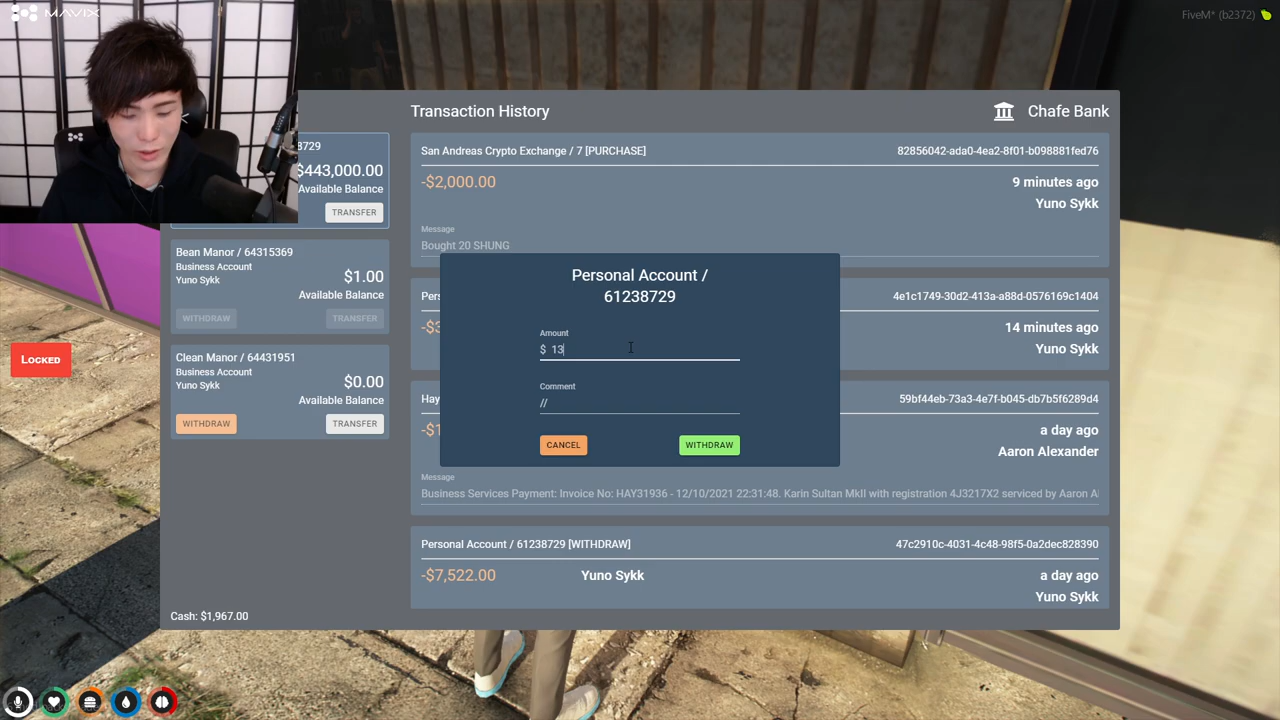 MAVIX
FiveM* (b2372)
Transaction History
Chafe Bank
8729
$443,000.00
Available Balance
TRANSFER
Bean Manor / 64315369
Business Account
Yuno Sykk
$1.00
Available Balance
WITHDRAW
TRANSFER
Clean Manor / 64431951
Business Account
Yuno Sykk
$0.00
Available Balance
WITHDRAW
TRANSFER
Cash: $1,967.00
LOCKED
San Andreas Crypto Exchange / 7 [PURCHASE]
82856042-ada0-4ea2-8f01-b098881fed76
-$2,000.00
9 minutes ago
Yuno Sykk
Message
Bought 20 SHUNG
Pers
4e1c1749-30d2-413a-a88d-0576169c1404
-$3
14 minutes ago
Yuno Sykk
Hay
59bf44eb-73a3-4e7f-b045-db7b5f6289d4
-$1
a day ago
Aaron Alexander
Message
Business Services Payment: Invoice No: HAY31936 - 12/10/2021 22:31:48. Karin Sultan MkII with registration 4J3217X2 serviced by Aaron Al
Personal Account / 61238729 [WITHDRAW]
47c2910c-4031-4c48-98f5-0a2dec828390
-$7,522.00
Yuno Sykk
a day ago
Yuno Sykk
Personal Account /
61238729
Amount
$ 13
Comment
//
CANCEL
WITHDRAW